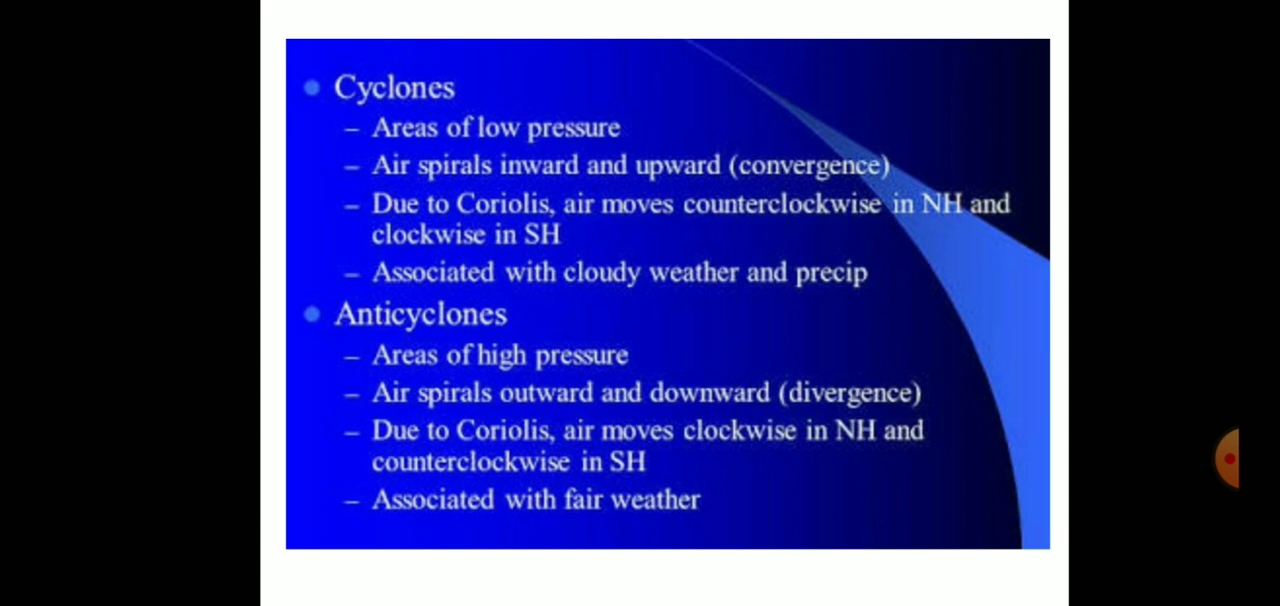 Cyclones
– Areas of low pressure
– Air spirals inward and upward (convergence)
– Due to Coriolis, air moves counterclockwise in NH and
clockwise in SH
– Associated with cloudy weather and precip
Anticyclones
– Areas of high pressure
– Air spirals outward and downward (divergence)
– Due to Coriolis, air moves clockwise in NH and
counterclockwise in SH
– Associated with fair weather